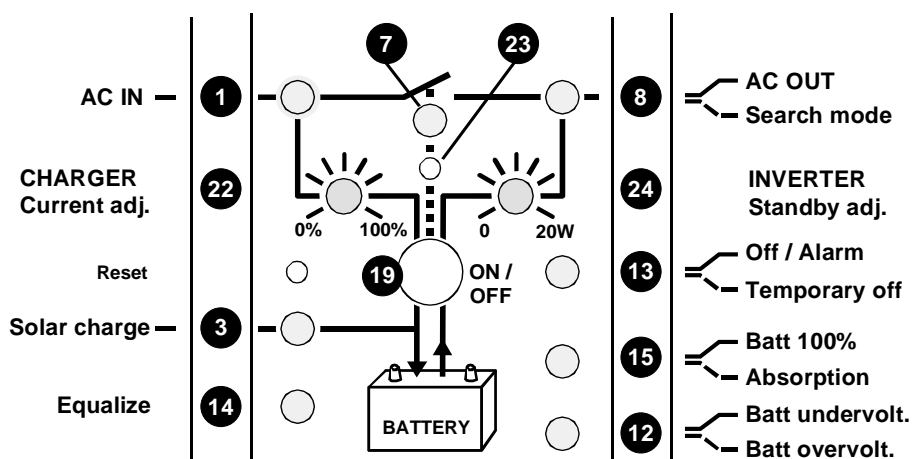 7
23
AC IN
1
8
AC OUT
Search mode
CHARGER
Current adj.
22
0%
100%
0
20W
24
INVERTER
Standby adj.
Reset
19
ON /
OFF
13
Off / Alarm
Temporary off
Solar charge
3
15
Batt 100%
Absorption
Equalize
14
BATTERY
12
Batt undervolt.
Batt overvolt.